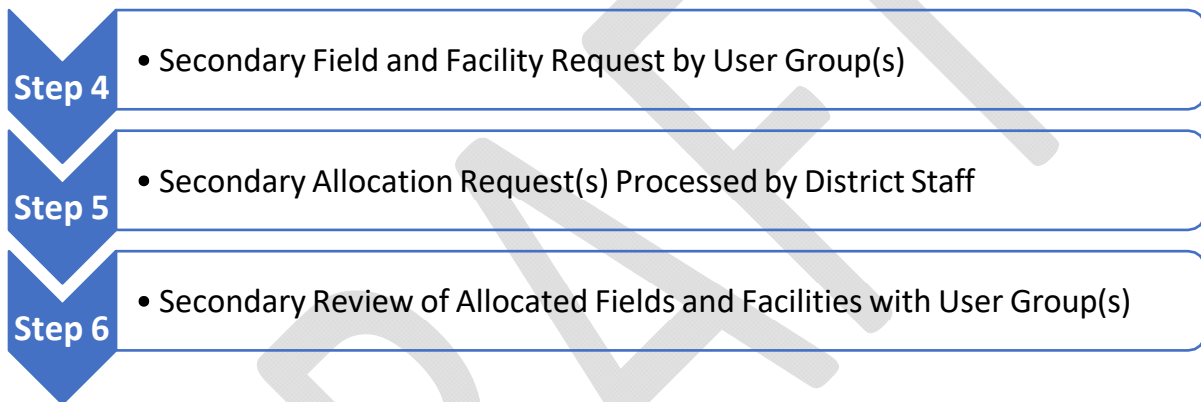 Step 4
• Secondary Field and Facility Request by User Group(s)
Step 5
• Secondary Allocation Request(s) Processed by District Staff
Step 6
• Secondary Review of Allocated Fields and Facilities with User Group(s)